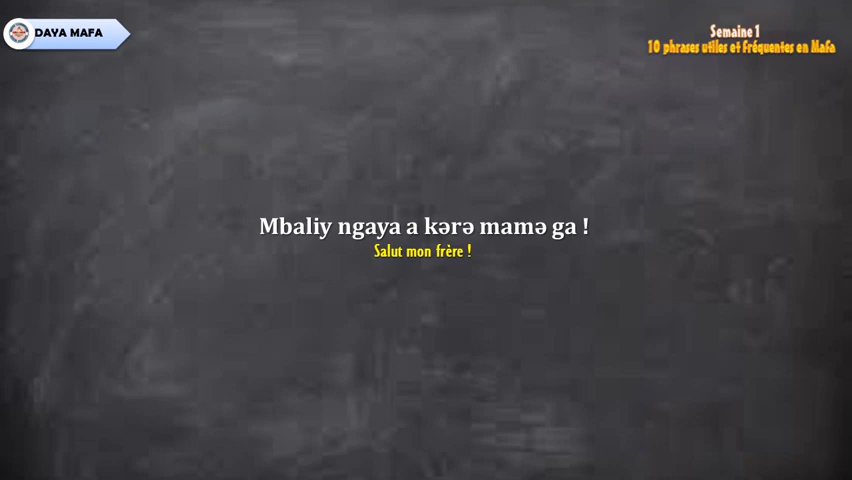 DAYA MAFA
Semaine 1
10 phrases utiles et fréquentes en Mafa
Mbaliy ngaya a kərə mamə ga !
Salut mon frère !